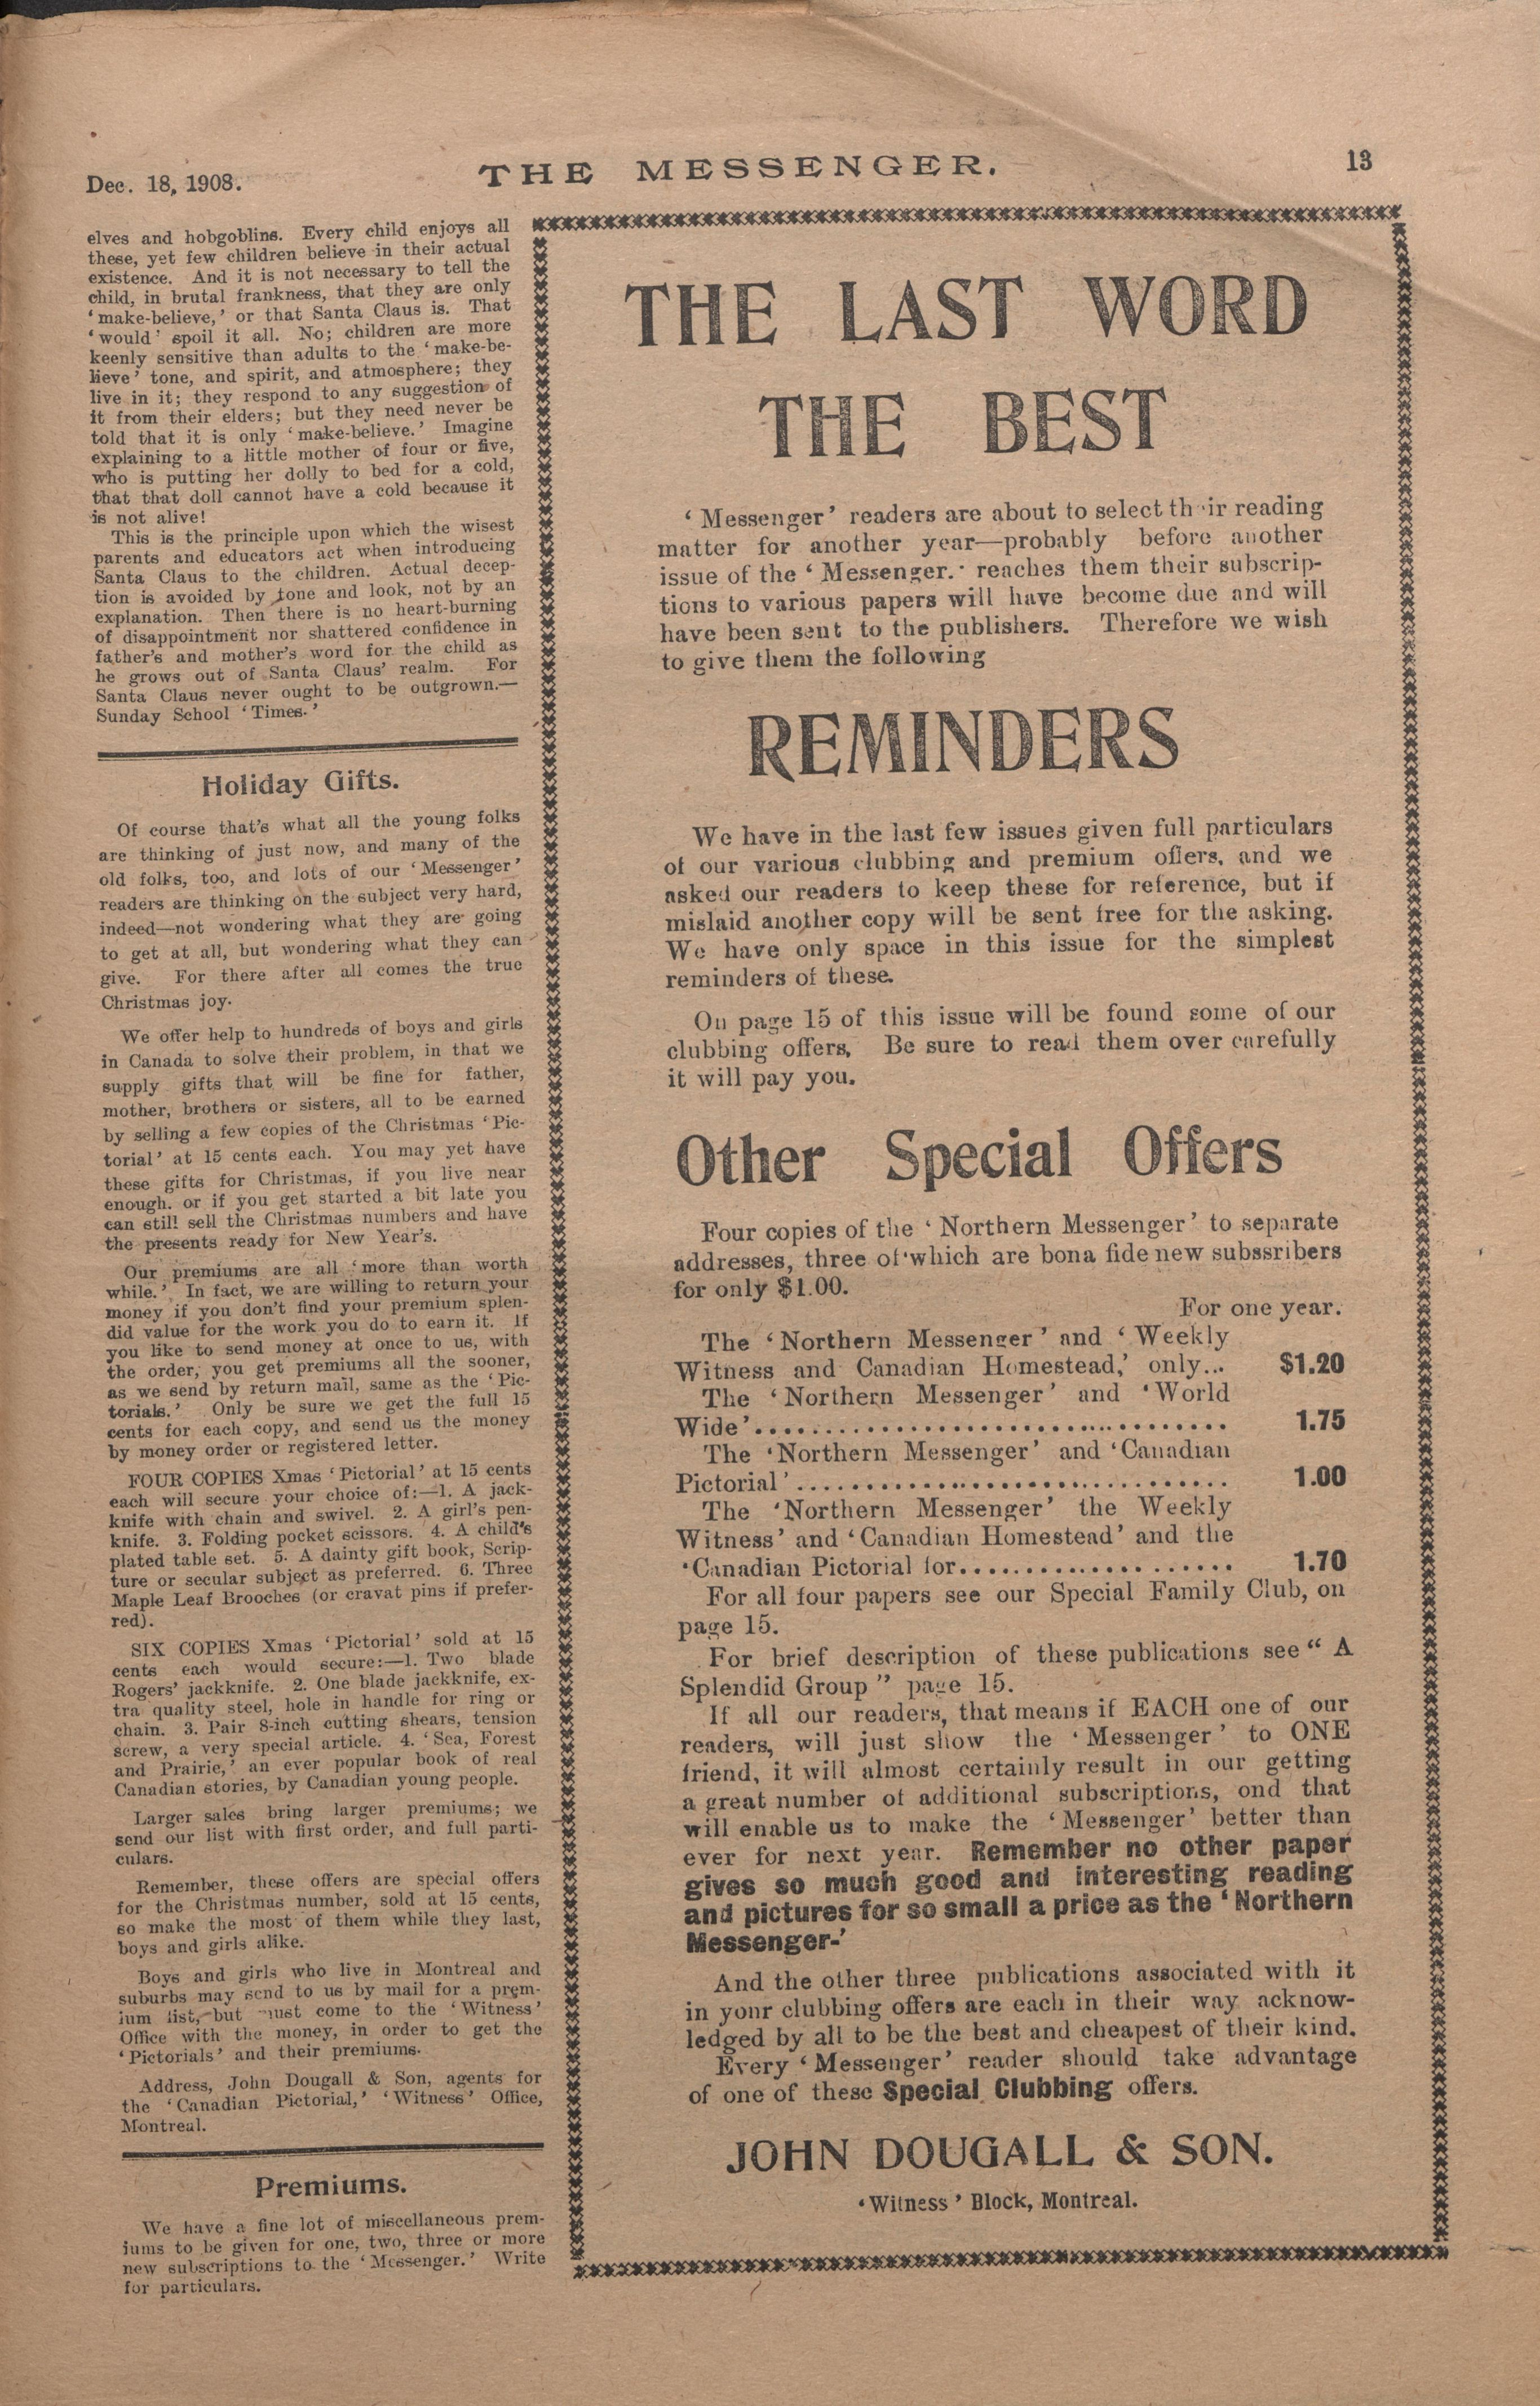 Dec. 18, 1908.
THE MESSENGER.
13
elves and hobgoblins. Every child enjoys all
these, yet few children believe in their actual
existence. And it is not necessary to tell the
child, in brutal frankness, that they are only
'make-believe,' or that Santa Claus is. That
'would' spoil it all. No; children are more
keenly sensitive than adults to the 'make-be-
lieve' tone, and spirit, and atmosphere; they
live in it; they respond to any suggestion of
it from their elders; but they need never be
told that it is only 'make-believe.' Imagine
explaining to a little mother of four or five,
who is putting her dolly to bed for a cold,
that that doll cannot have a cold because it
is not alive!
This is the principle upon which the wisest
parents and educators act when introducing
Santa Claus to the children. Actual decep-
tion is avoided by tone and look, not by an
explanation. Then there is no heart-burning
of disappointment nor shattered confidence in
father's and mother's word for the child as
he grows out of Santa Claus' realm. For
Santa Claus never ought to be outgrown.—
Sunday School 'Times.'
Holiday Gifts.
Of course that's what all the young folks
are thinking of just now, and many of the
old folks, too, and lots of our 'Messenger'
readers are thinking on the subject very hard,
indeed—not wondering what they are going
to get at all, but wondering what they can
give. For there after all comes the true
Christmas joy.
We offer help to hundreds of boys and girls
in Canada to solve their problem, in that we
supply gifts that will be fine for father,
mother, brothers or sisters, all to be earned
by selling a few copies of the Christmas 'Pic-
torial' at 15 cents each. You may yet have
these gifts for Christmas, if you live near
enough. or if you get started a bit late you
can still sell the Christmas numbers and have
the presents ready for New Year's.
Our premiums are all 'more than worth
while.' In fact, we are willing to return your
money if you don't find your premium splen-
did value for the work you do to earn it. If
you like to send money at once to us, with
the order, you get premiums all the sooner,
as we send by return mail, same as the 'Pic-
torials.' Only be sure we get the full 15
cents for each copy, and send us the money
by money order or registered letter.
FOUR COPIES Xmas 'Pictorial' at 15 cents
each will secure your choice of:—1. A jack-
knife with chain and swivel. 2. A girl's pen-
knife. 3. Folding pocket scissors. 4. A child's
plated table set. 5. A dainty gift book, Scrip-
ture or secular subject as preferred. 6. Three
Maple Leaf Brooches (or cravat pins if prefer-
red).
SIX COPIES Xmas 'Pictorial' sold at 15
cents each would secure:—1. Two blade
Rogers' jackknife. 2. One blade jackknife, ex-
tra quality steel, hole in handle for ring or
chain. 3. Pair 8-inch cutting shears, tension
screw, a very special article. 4. 'Sea, Forest
and Prairie,' an ever popular book of real
Canadian stories, by Canadian young people.
Larger sales bring larger premiums; we
send our list with first order, and full parti-
culars.
Remember, these offers are special offers
for the Christmas number, sold at 15 cents,
so make the most of them while they last,
boys and girls alike.
Boys and girls who live in Montreal and
suburbs may send to us by mail for a prem-
ium list, but must come to the 'Witness'
Office with the money, in order to get the
'Pictorials' and their premiums.
Address, John Dougall & Son, agents for
the 'Canadian Pictorial,' 'Witness' Office,
Montreal.
Premiums.
We have a fine lot of miscellaneous prem-
iums to be given for one, two, three or more
new subscriptions to the 'Messenger.' Write
for particulars.
THE LAST WORD
THE BEST
'Messenger' readers are about to select their reading
matter for another year—probably before another
issue of the 'Messenger.' reaches them their subscrip-
tions to various papers will have become due and will
have been sent to the publishers. Therefore we wish
to give them the following
REMINDERS
We have in the last few issues given full particulars
of our various clubbing and premium offers, and we
asked our readers to keep these for reference, but if
mislaid another copy will be sent free for the asking.
We have only space in this issue for the simplest
reminders of these.
On page 15 of this issue will be found some of our
clubbing offers, Be sure to read them over carefully
it will pay you.
Other Special Offers
Four copies of the 'Northern Messenger' to separate
addresses, three of which are bona fide new subssribers
for only $1.00.
For one year.
The 'Northern Messenger' and 'Weekly
Witness and Canadian Homestead,' only... $1.20
The 'Northern Messenger' and 'World
Wide'........................................ 1.75
The 'Northern Messenger' and 'Canadian
Pictorial'.................................... 1.00
The 'Northern Messenger' the Weekly
Witness' and 'Canadian Homestead' and the
'Canadian Pictorial for....................... 1.70
For all four papers see our Special Family Club, on
page 15.
For brief description of these publications see "A
Splendid Group" page 15.
If all our readers, that means if EACH one of our
readers, will just show the 'Messenger' to ONE
friend, it will almost certainly result in our getting
a great number of additional subscriptions, ond that
will enable us to make the 'Messenger' better than
ever for next year. Remember no other paper
gives so much good and interesting reading
and pictures for so small a price as the 'Northern
Messenger-'
And the other three publications associated with it
in yonr clubbing offers are each in their way acknow-
ledged by all to be the best and cheapest of their kind.
Every 'Messenger' reader should take advantage
of one of these Special Clubbing offers.
JOHN DOUGALL & SON.
'Witness' Block, Montreal.